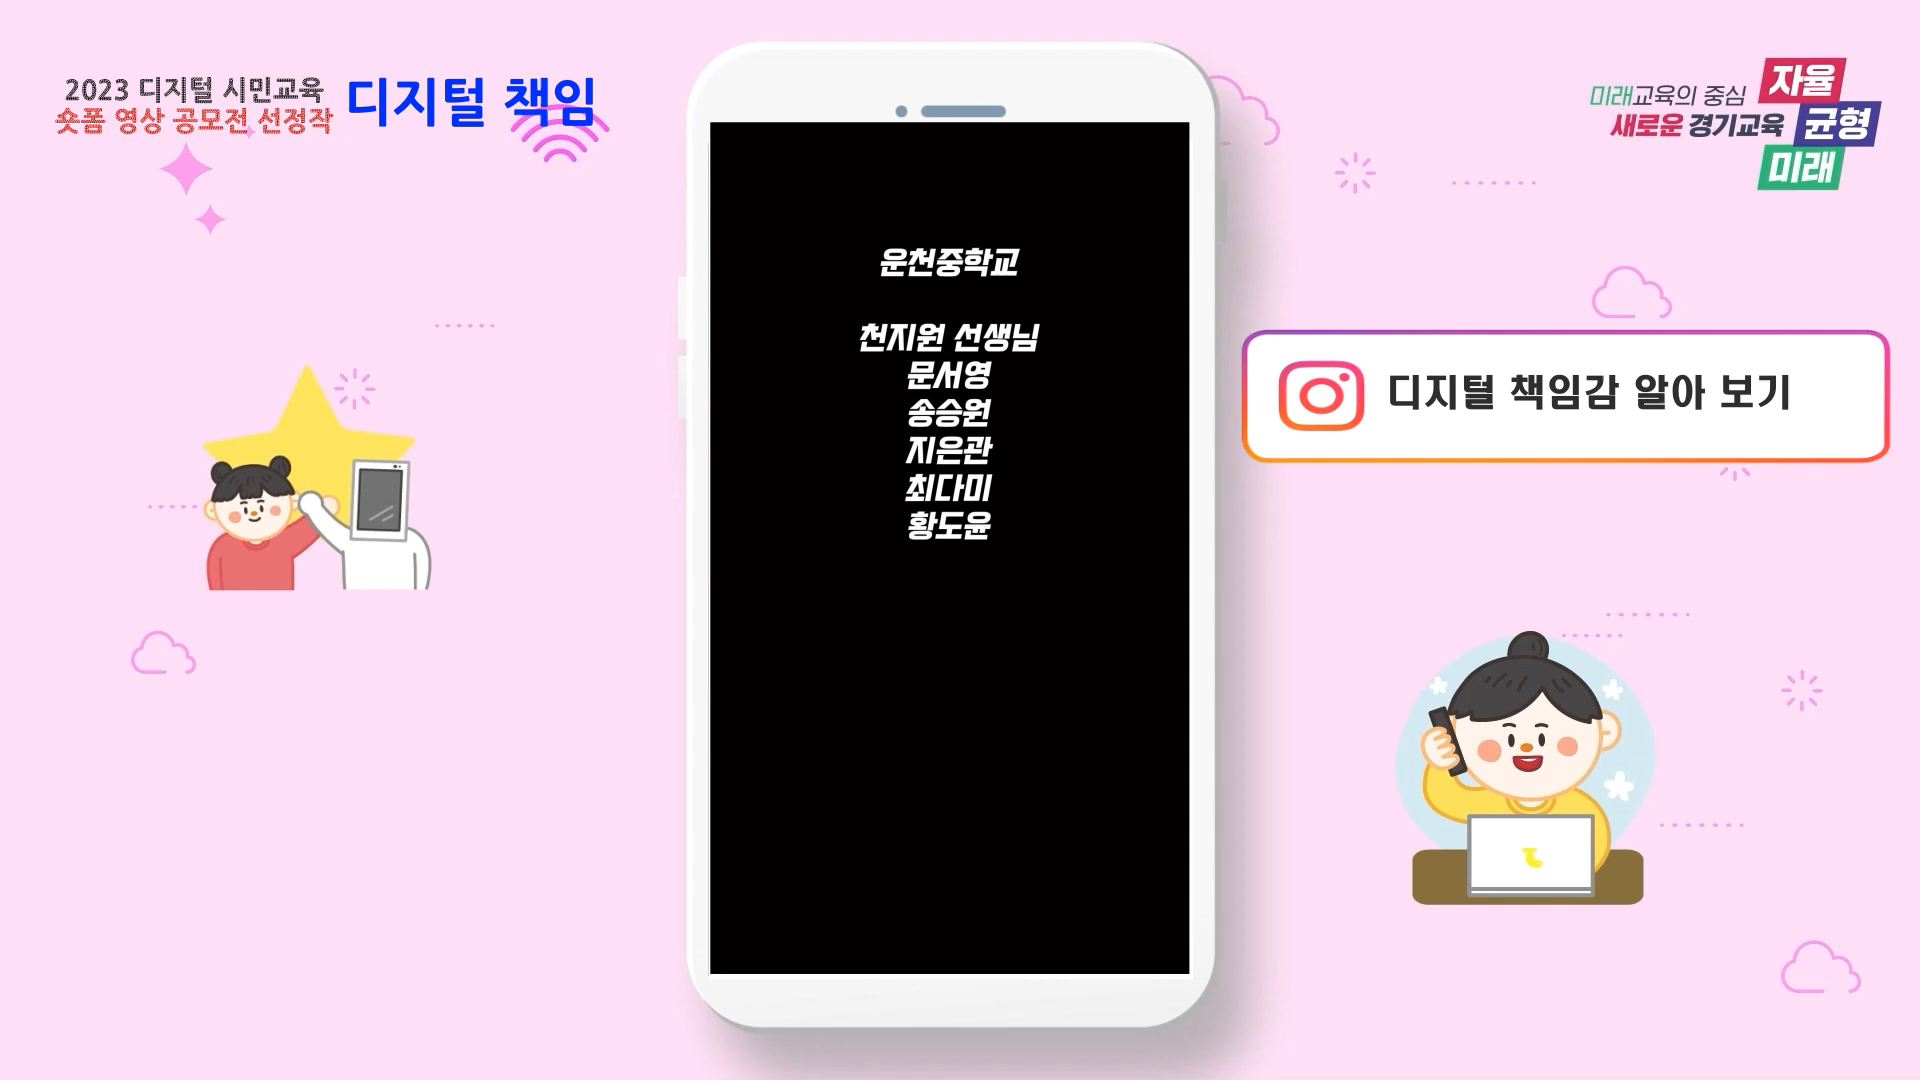 2023 디지털 시민교육
숏폼 영상 공모전 선정작
디지털 책임
미래교육의 중심
새로운 경기교육
자율
균형
미래
운천중학교
천지원 선생님
문서영
송승원
지은관
최다미
황도윤
디지털 책임감 알아 보기